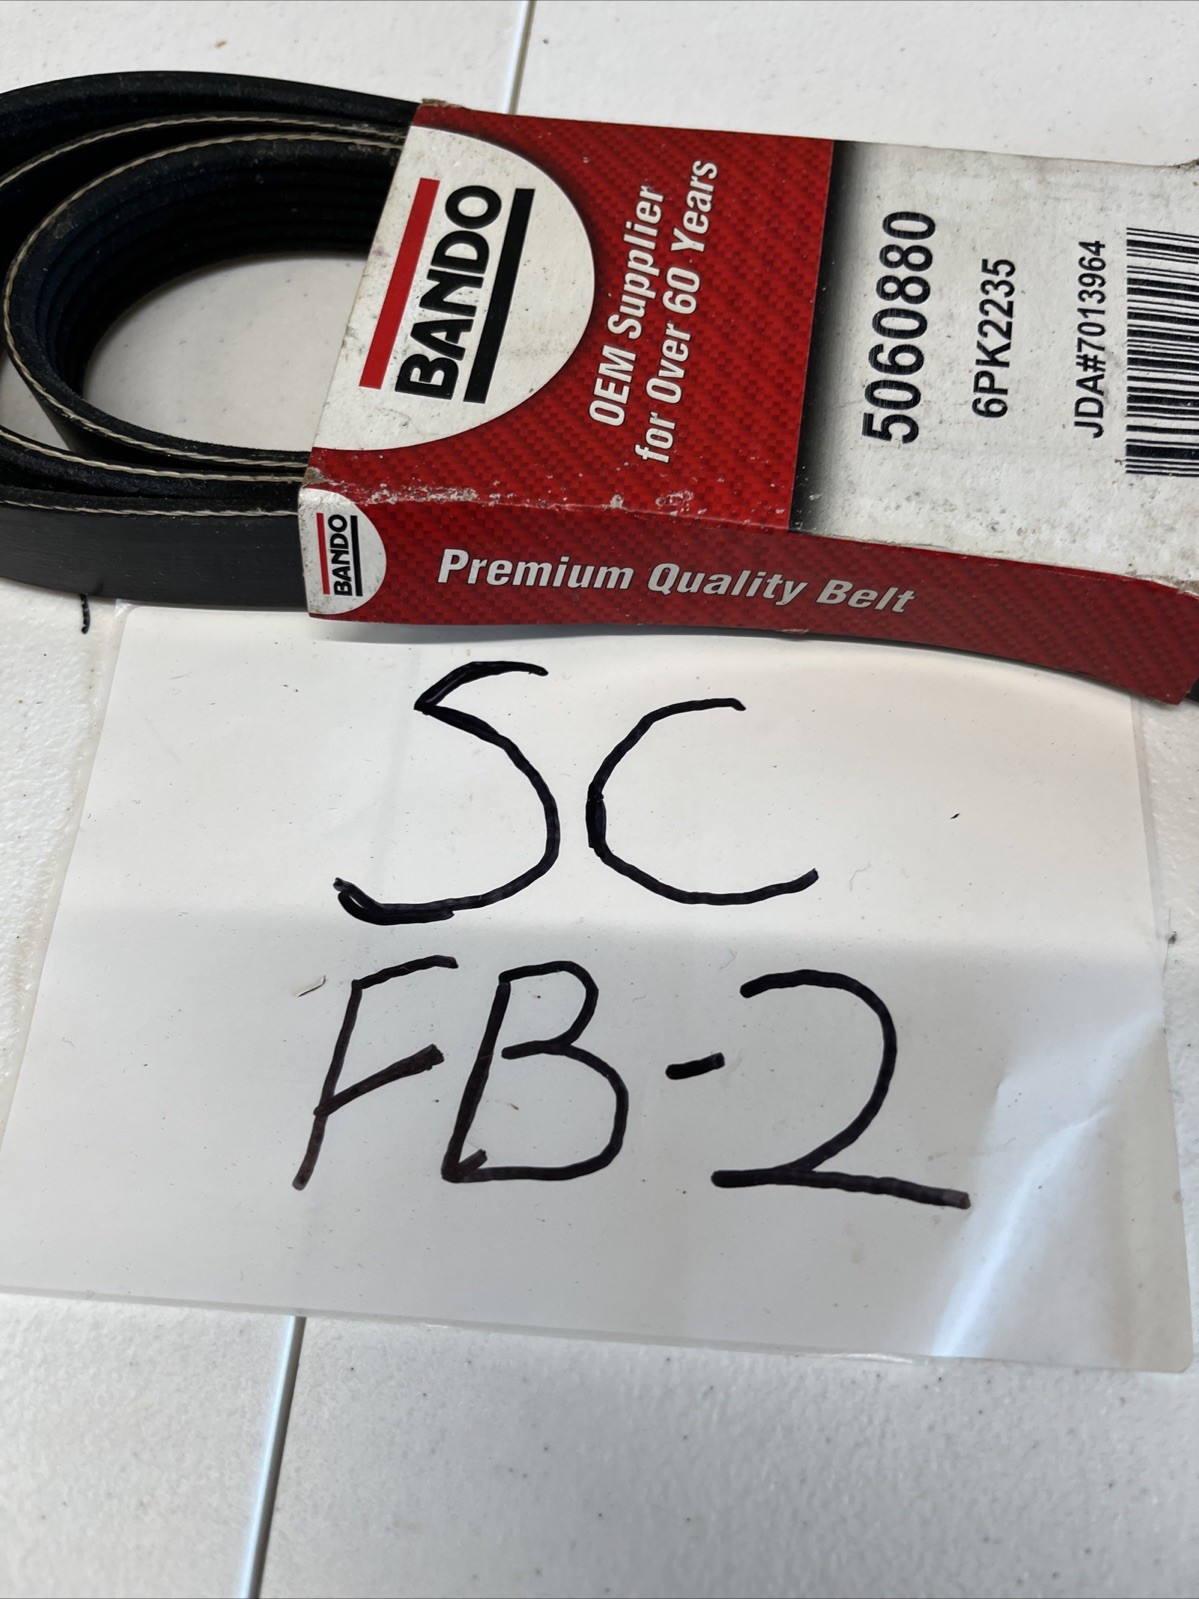 BANDO
OEM Supplier
for Over 60 Years
5060880
6PK2235
JDA#7013964
BANDO
Premium Quality Belt
SC
FB-2